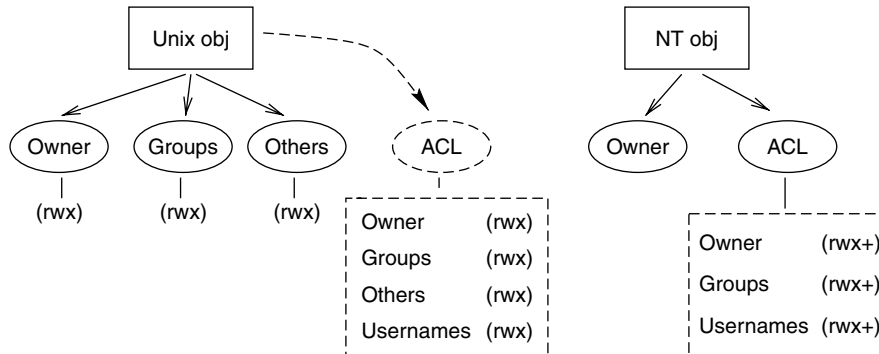 Unix obj
NT obj
Owner
Groups
Others
ACL
Owner
ACL
(rwx)
(rwx)
(rwx)
Owner (rwx)
Groups (rwx)
Others (rwx)
Usernames (rwx)
Owner (rwx+)
Groups (rwx+)
Usernames (rwx+)